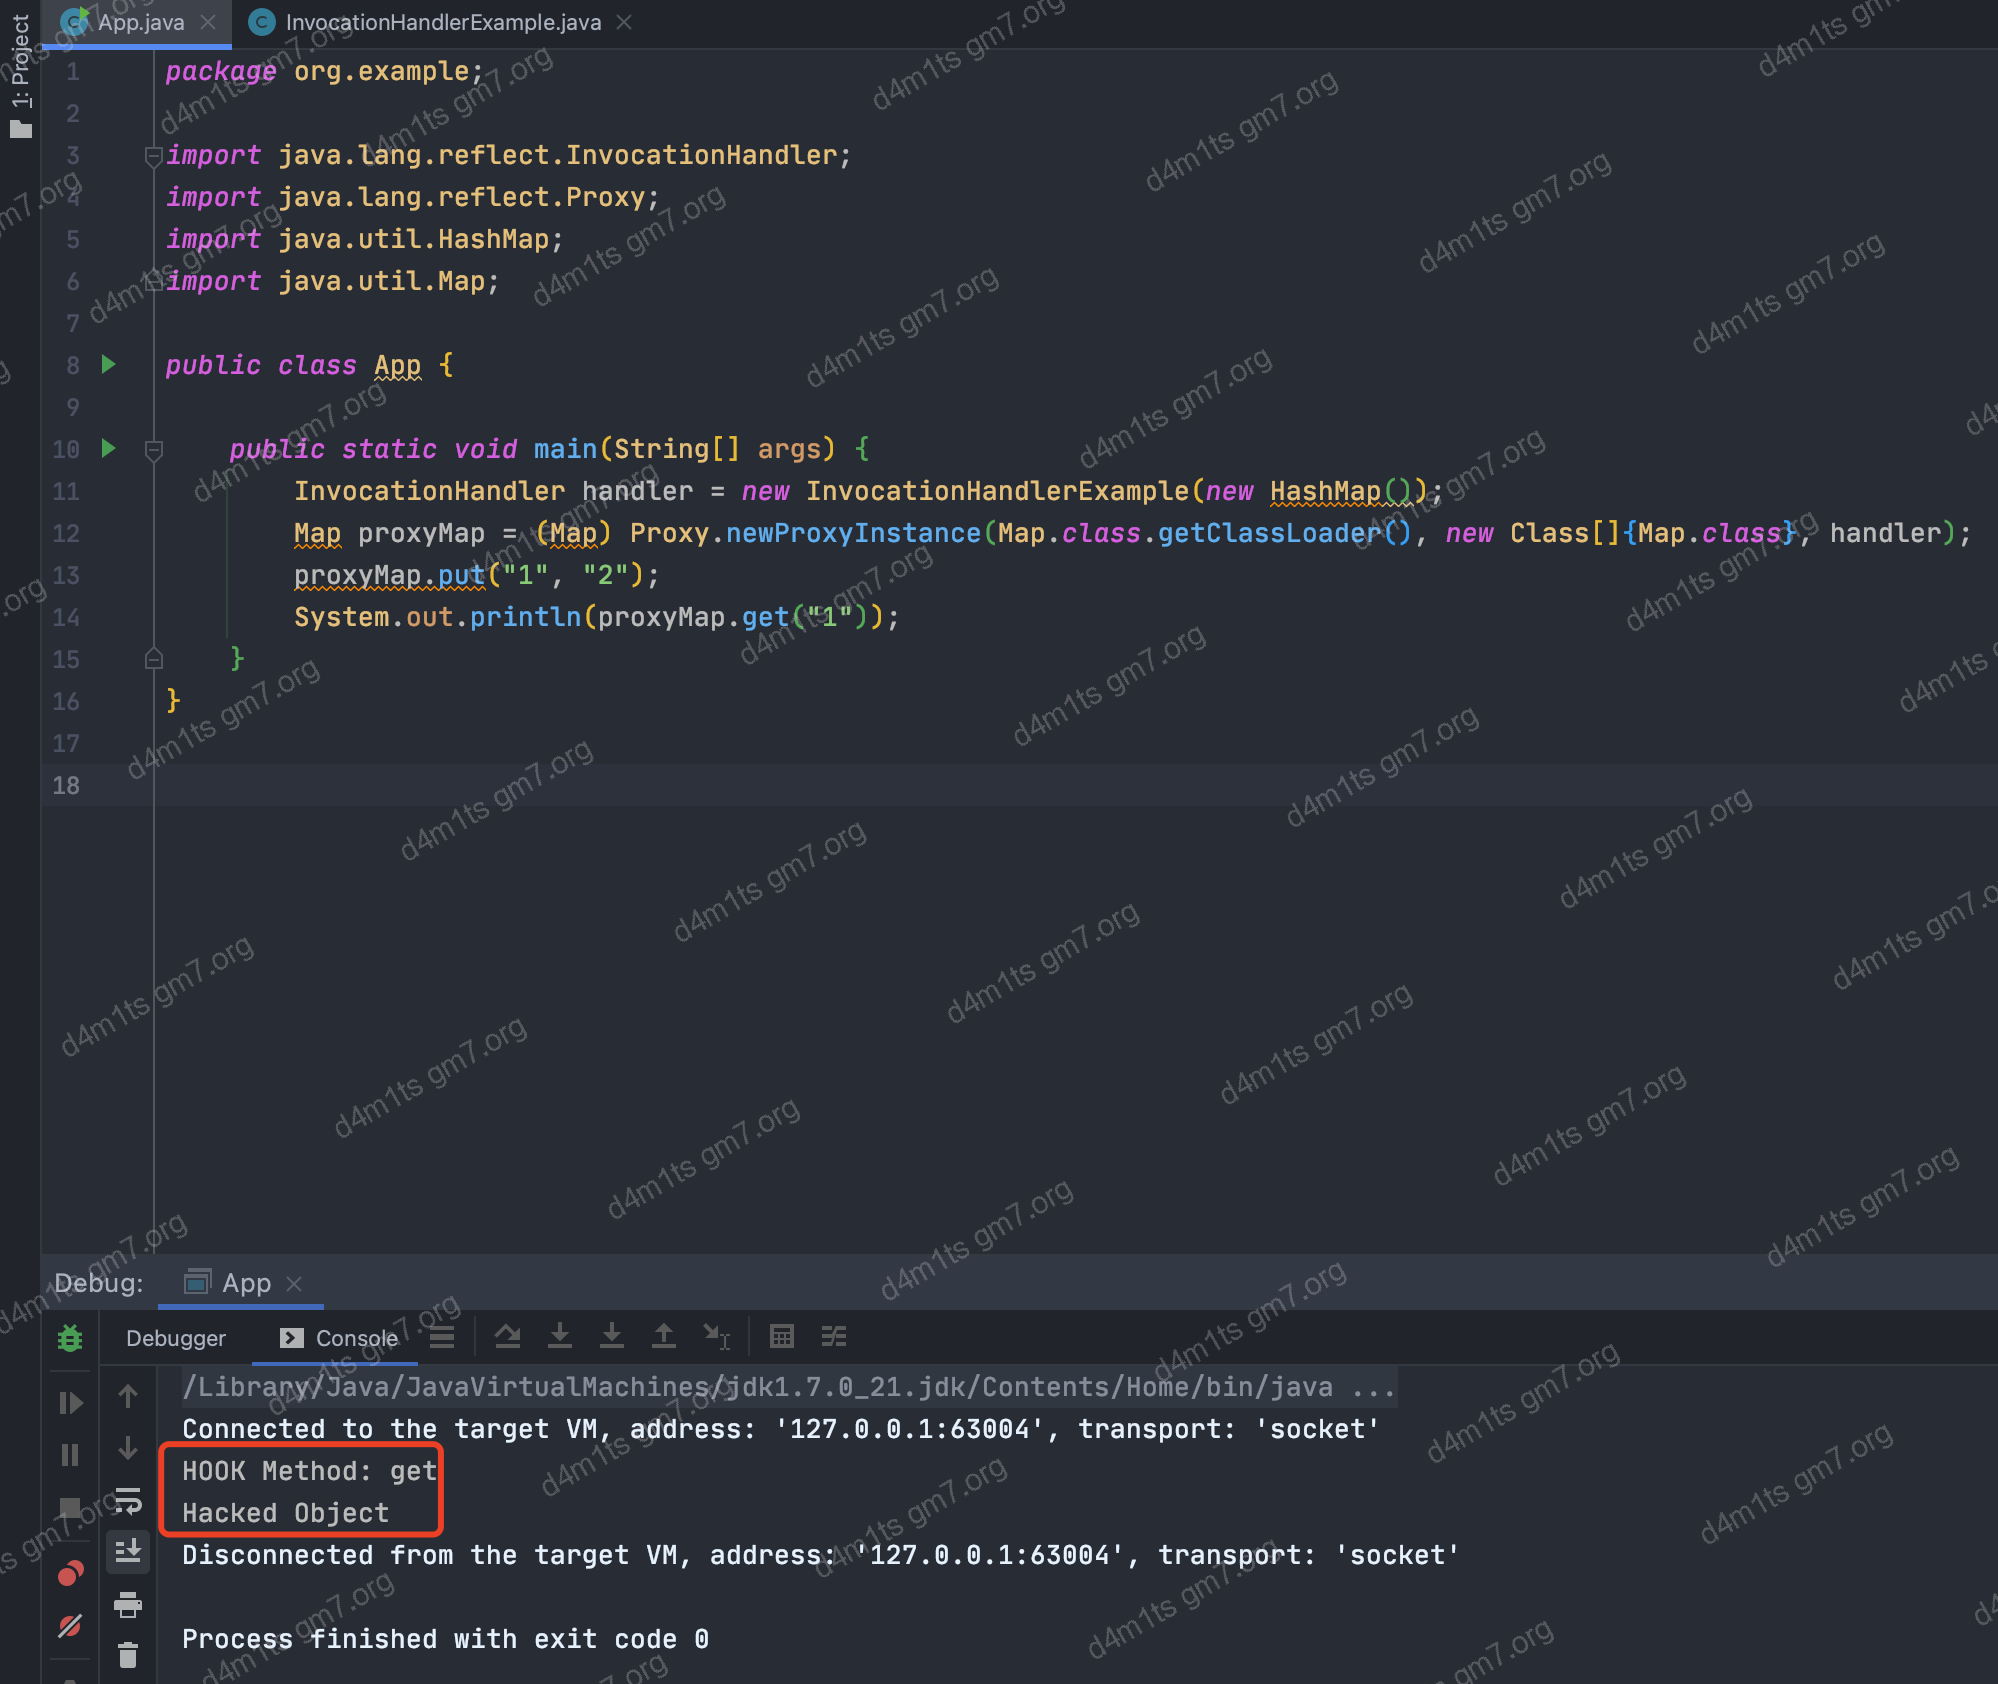 App.java
InvocationHandlerExample.java
1: Project
1 package org.example;
2
3 import java.lang.reflect.InvocationHandler;
4 import java.lang.reflect.Proxy;
5 import java.util.HashMap;
6 import java.util.Map;
7
8 public class App {
9
10 public static void main(String[] args) {
11 InvocationHandler handler = new InvocationHandlerExample(new HashMap());
12 Map proxyMap = (Map) Proxy.newProxyInstance(Map.class.getClassLoader(), new Class[]{Map.class}, handler);
13 proxyMap.put("1", "2");
14 System.out.println(proxyMap.get("1"));
15 }
16 }
17
18
Debug: App
Debugger Console
/Library/Java/JavaVirtualMachines/jdk1.7.0_21.jdk/Contents/Home/bin/java ...
Connected to the target VM, address: '127.0.0.1:63004', transport: 'socket'
HOOK Method: get
Hacked Object
Disconnected from the target VM, address: '127.0.0.1:63004', transport: 'socket'
Process finished with exit code 0
d4m1ts gm7.org